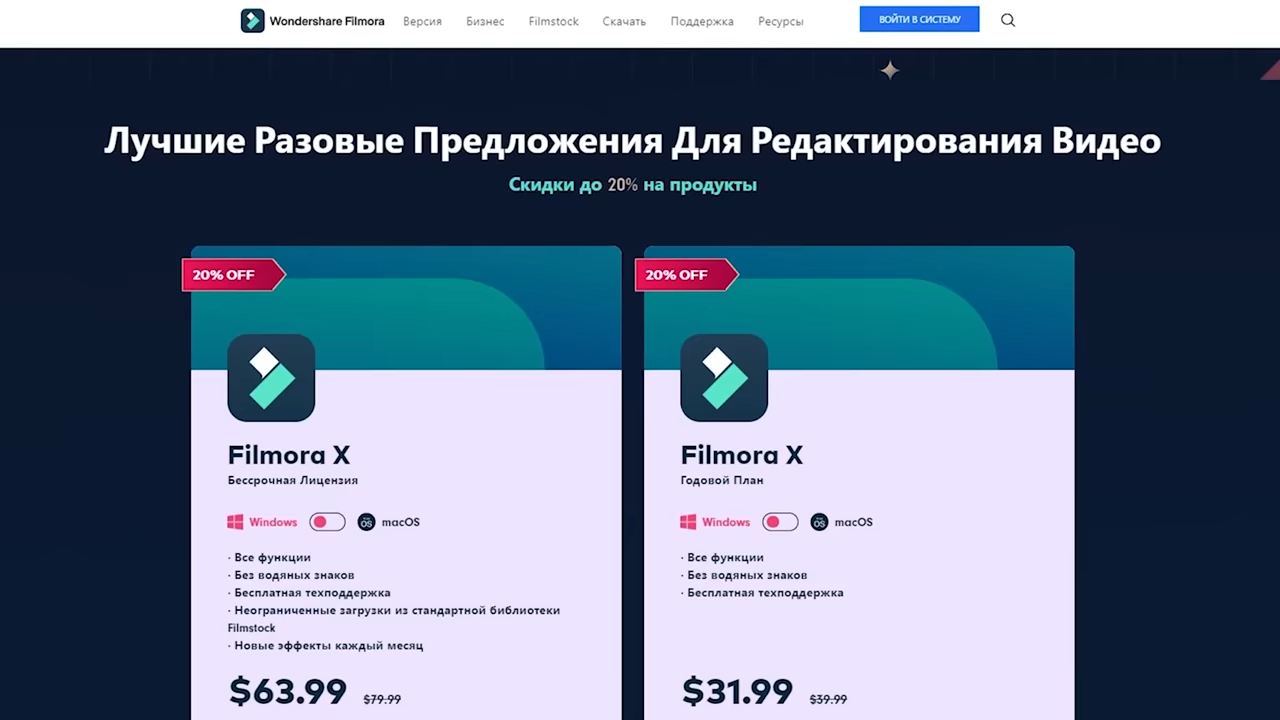 Wondershare Filmora Версия Бизнес Filmstock Скачать Поддержка Ресурсы ВОЙТИ В СИСТЕМУ
Лучшие Разовые Предложения Для Редактирования Видео
Скидки до 20% на продукты
20% OFF
Filmora X
Бессрочная Лицензия
Windows macOS
· Все функции
· Без водяных знаков
· Бесплатная техподдержка
· Неограниченные загрузки из стандартной библиотеки
Filmstock
· Новые эффекты каждый месяц
$63.99 $79.99
20% OFF
Filmora X
Годовой План
Windows macOS
· Все функции
· Без водяных знаков
· Бесплатная техподдержка
$31.99 $39.99